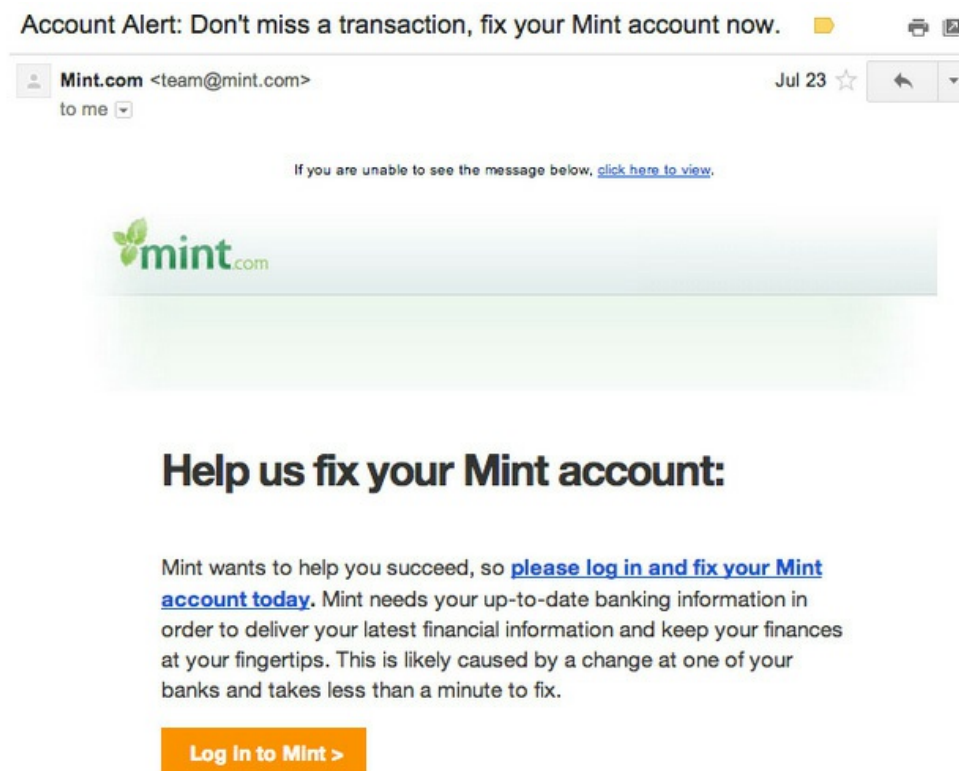 Account Alert: Don't miss a transaction, fix your Mint account now.
Mint.com <team@mint.com> Jul 23
to me
If you are unable to see the message below, click here to view.
mint.com
Help us fix your Mint account:
Mint wants to help you succeed, so please log in and fix your Mint
account today. Mint needs your up-to-date banking information in
order to deliver your latest financial information and keep your finances
at your fingertips. This is likely caused by a change at one of your
banks and takes less than a minute to fix.
Log in to Mint >